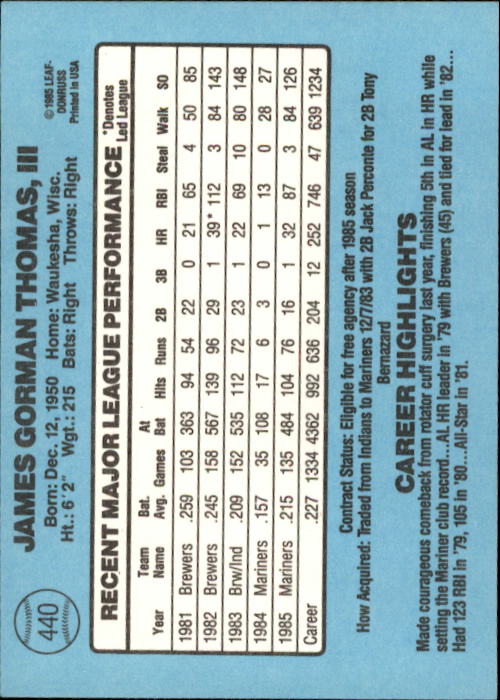 440
JAMES GORMAN THOMAS, III
Born: Dec. 12, 1950 Home: Waukesha, Wisc.
Ht.: 6'2" Wgt.: 215 Bats: Right Throws: Right
© 1985 LEAF-
DONRUSS
Printed in USA
RECENT MAJOR LEAGUE PERFORMANCE
*Denotes
Led League
Year Team Name Bat. Avg. Games At Bat Hits Runs 2B 3B HR RBI Steal Walk SO
1981 Brewers .259 103 363 94 54 22 0 21 65 4 50 85
1982 Brewers .245 158 567 139 96 29 1 39* 112 3 84 143
1983 Brw/Ind .209 152 535 112 72 23 1 22 69 10 80 148
1984 Mariners .157 35 108 17 6 3 0 1 13 0 28 27
1985 Mariners .215 135 484 104 76 16 1 32 87 3 84 126
Career .227 1334 4362 992 636 204 12 252 746 47 639 1234
Contract Status: Eligible for free agency after 1985 season
How Acquired: Traded from Indians to Mariners 12/7/83 with 2B Jack Perconte for 2B Tony
Bernazard
CAREER HIGHLIGHTS
Made courageous comeback from rotator cuff surgery last year, finishing 5th in AL in HR while
setting the Mariner club record...AL HR leader in '79 with Brewers (45) and tied for lead in '82...
Had 123 RBI in '79, 105 in '80...All-Star in '81.